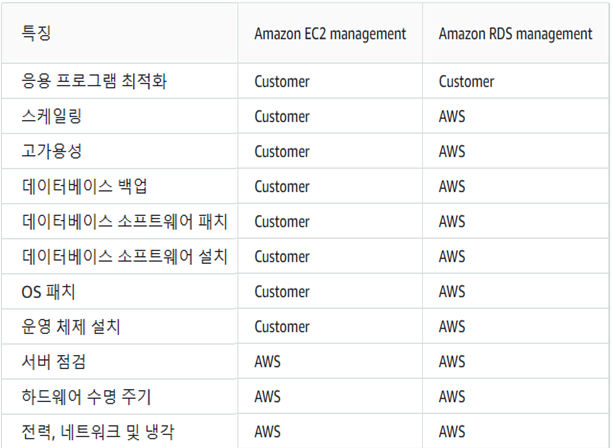 특징 Amazon EC2 management Amazon RDS management
응용 프로그램 최적화 Customer Customer
스케일링 Customer AWS
고가용성 Customer AWS
데이터베이스 백업 Customer AWS
데이터베이스 소프트웨어 패치 Customer AWS
데이터베이스 소프트웨어 설치 Customer AWS
OS 패치 Customer AWS
운영 체제 설치 Customer AWS
서버 점검 AWS AWS
하드웨어 수명 주기 AWS AWS
전력, 네트워크 및 냉각 AWS AWS